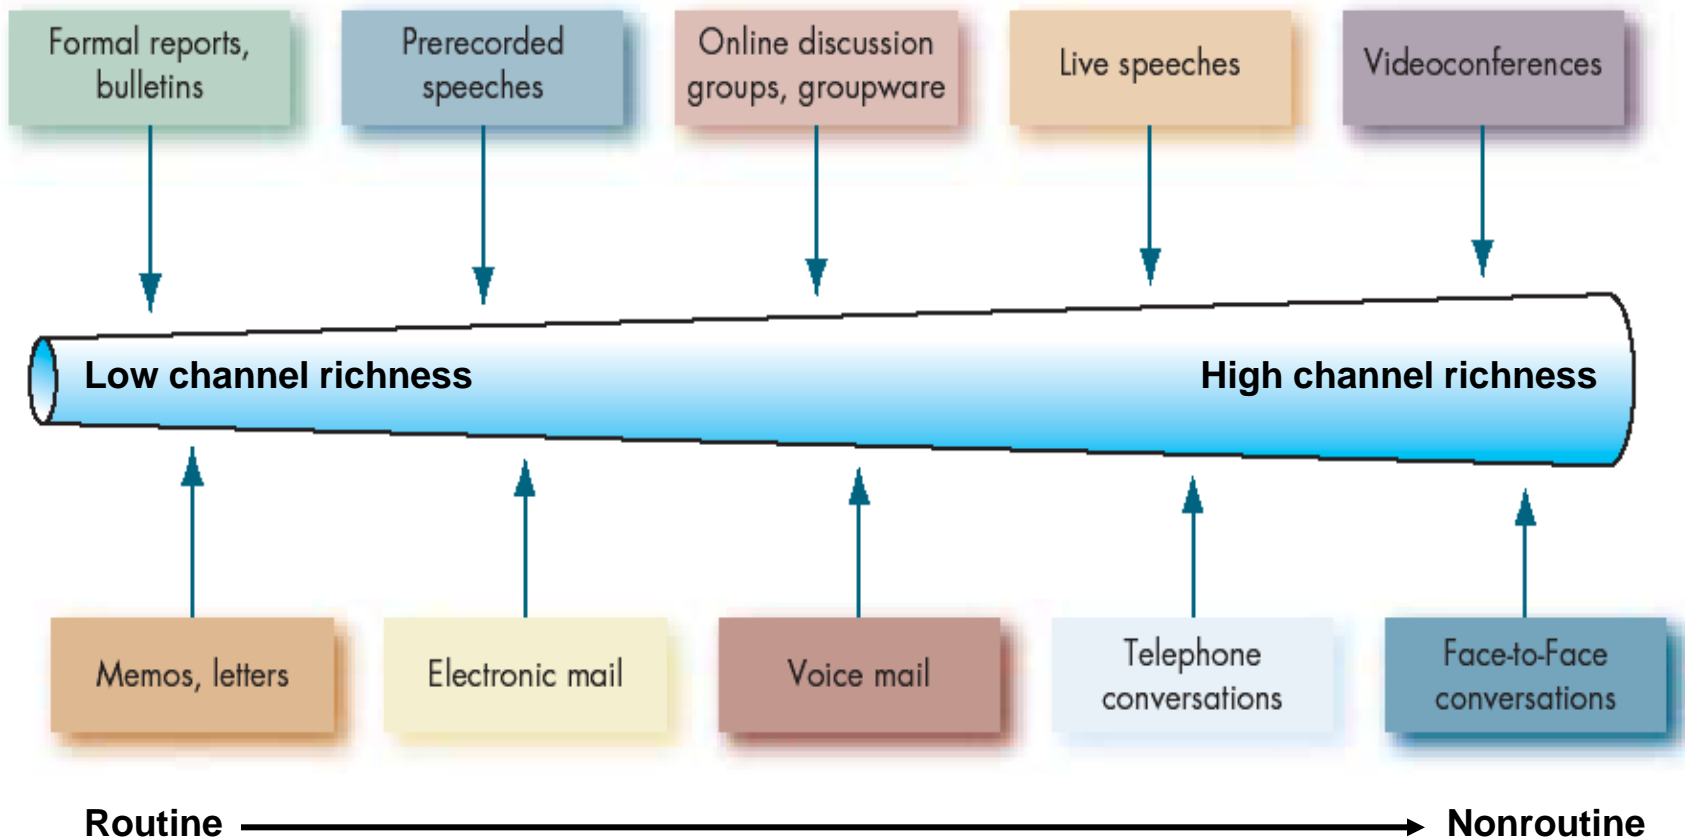 Formal reports,
bulletins
Prerecorded
speeches
Online discussion
groups, groupware
Live speeches
Videoconferences
Low channel richness
High channel richness
Memos, letters
Electronic mail
Voice mail
Telephone
conversations
Face-to-Face
conversations
Routine
Nonroutine